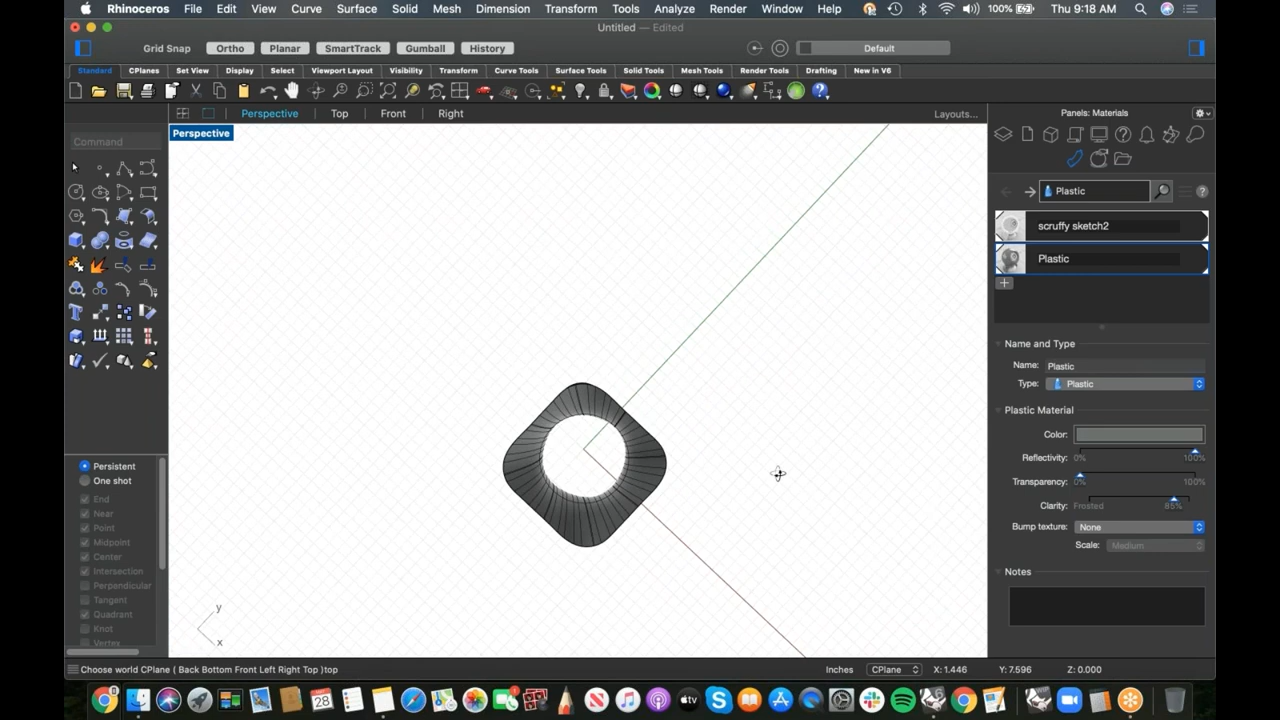 Rhinoceros File Edit View Curve Surface Solid Mesh Dimension Transform Tools Analyze Render Window Help 100% Thu 9:18 AM
Untitled — Edited
Grid Snap Ortho Planar SmartTrack Gumball History Default
Standard CPlanes Set View Display Select Viewport Layout Visibility Transform Curve Tools Surface Tools Solid Tools Mesh Tools Render Tools Drafting New in V6
Perspective Top Front Right Layouts...
Panels: Materials
Perspective
Command
Plastic
scruffy sketch2
Plastic
Name and Type
Name: Plastic
Type: Plastic
Plastic Material
Color:
Reflectivity: 0% 100%
Transparency: 0% 100%
Clarity: Frosted 85%
Bump texture: None
Scale: Medium
Notes
Persistent
One shot
End
Near
Point
Midpoint
Center
Intersection
Perpendicular
Tangent
Quadrant
Knot
Vertex
y
x
Choose world CPlane ( Back Bottom Front Left Right Top )top
Inches CPlane X: 1.446 Y: 7.596 Z: 0.000
28
tv